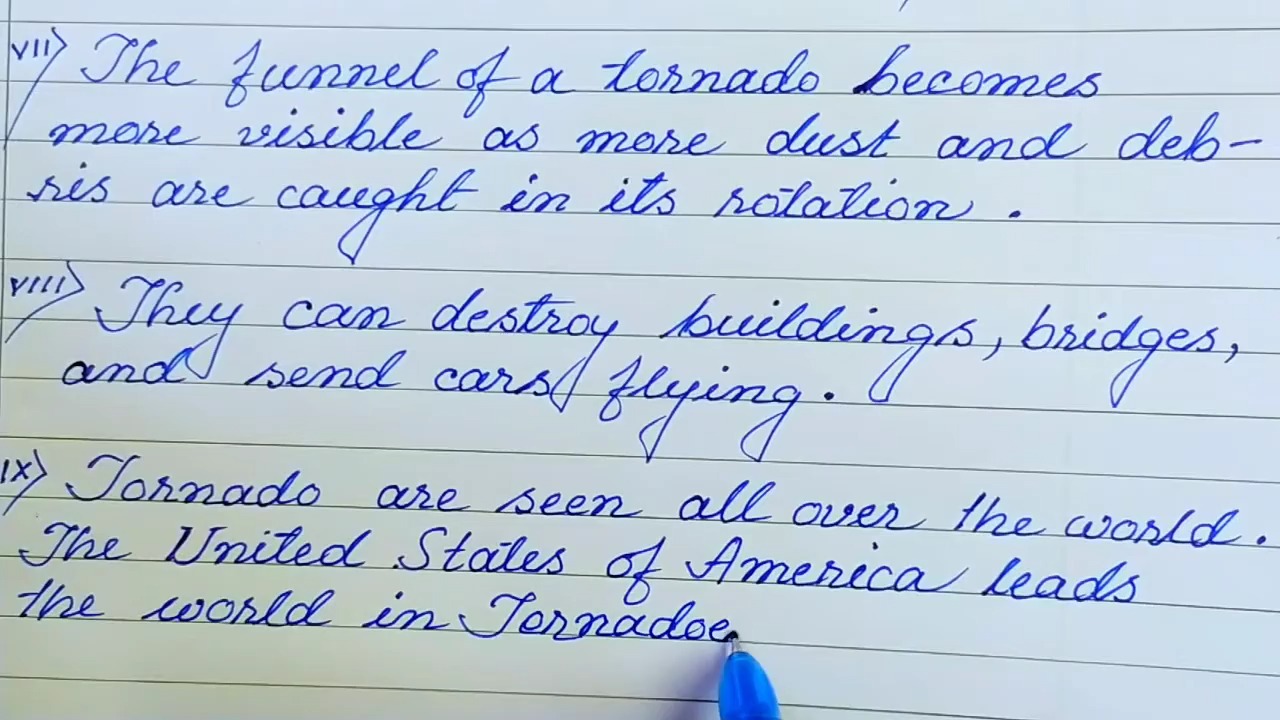 vii) The funnel of a tornado becomes
more visible as more dust and deb-
ris are caught in its rotation.
viii) They can destroy buildings, bridges,
and send cars flying.
ix) Tornado are seen all over the world.
The United States of America leads
the world in Tornadoe